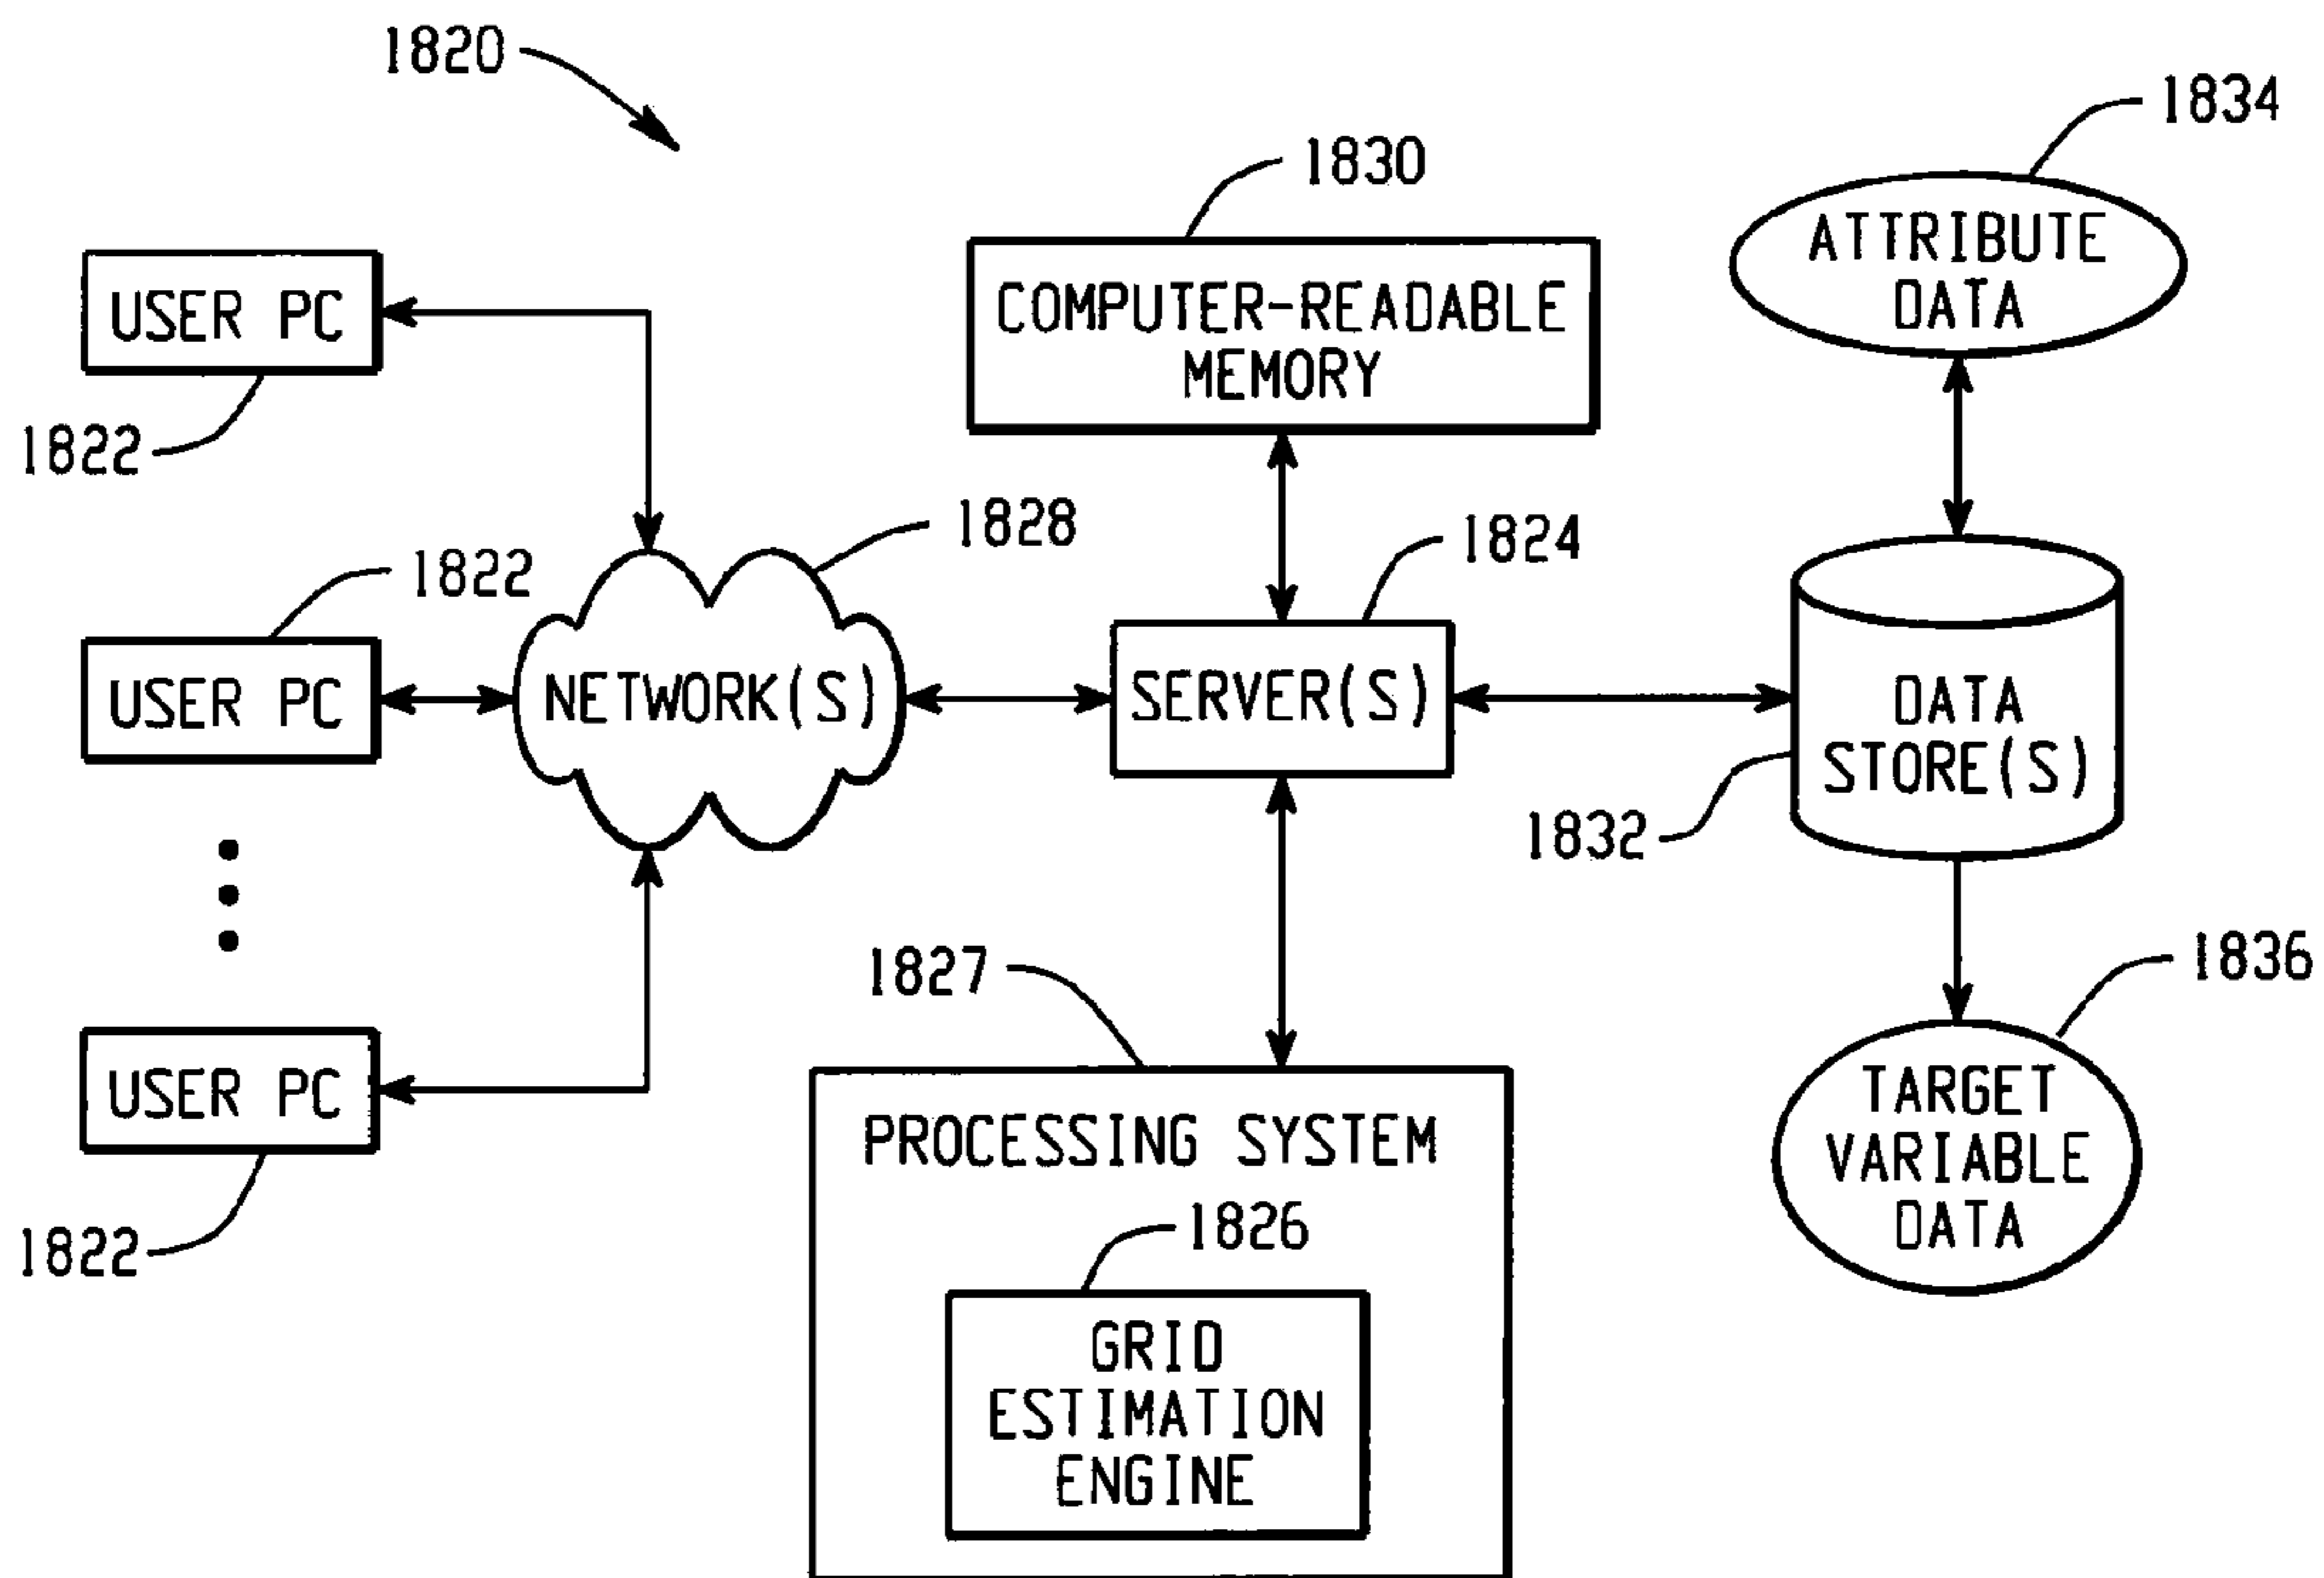 1820
1834
1830
ATTRIBUTE
DATA
USER PC
COMPUTER-READABLE
MEMORY
1822
1828
1824
1822
USER PC
NETWORK(S)
SERVER(S)
DATA
STORE(S)
1832
1827
1836
USER PC
TARGET
VARIABLE
DATA
PROCESSING SYSTEM
1822
1826
GRID
ESTIMATION
ENGINE